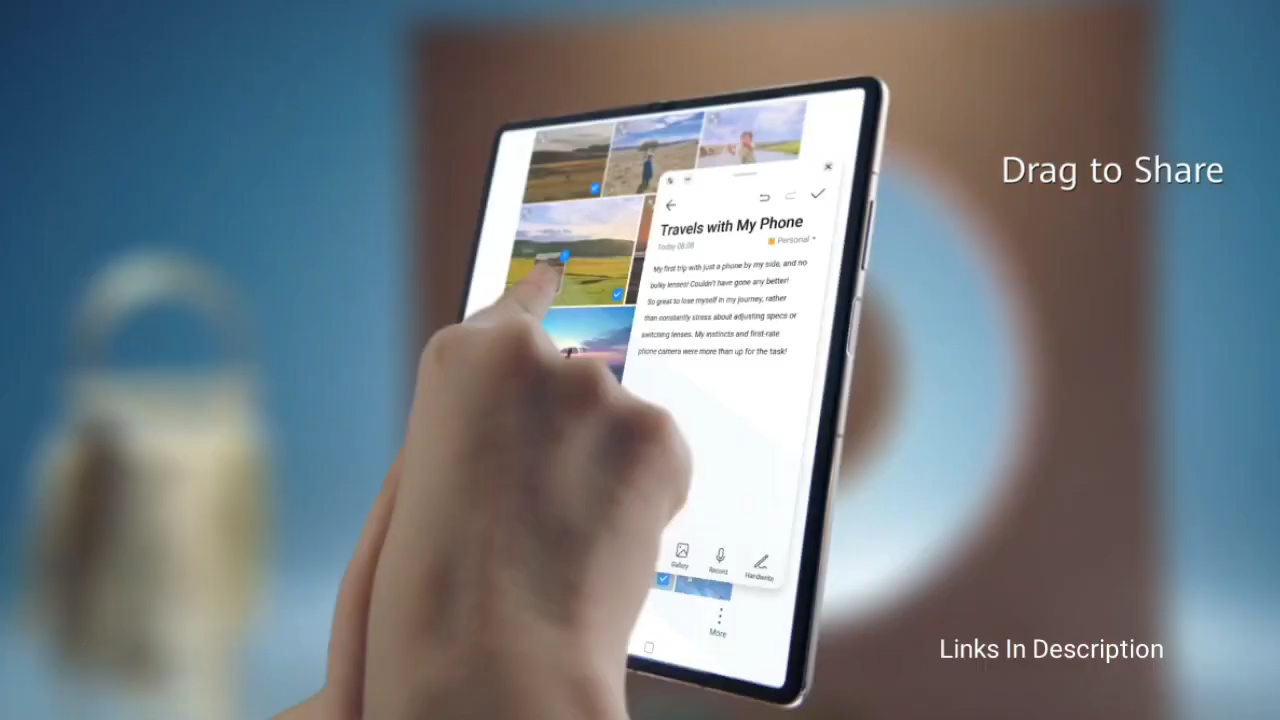 Drag to Share
Travels with My Phone
Today 08:08
Personal
My first trip with just a phone by my side, and no
bulky lenses! Couldn't have gone any better!
So great to lose myself in my journey, rather
than constantly stress about adjusting specs or
switching lenses. My instincts and first-rate
phone camera were more than up for the task!
Gallery
Record
Handwrite
More
Links In Description